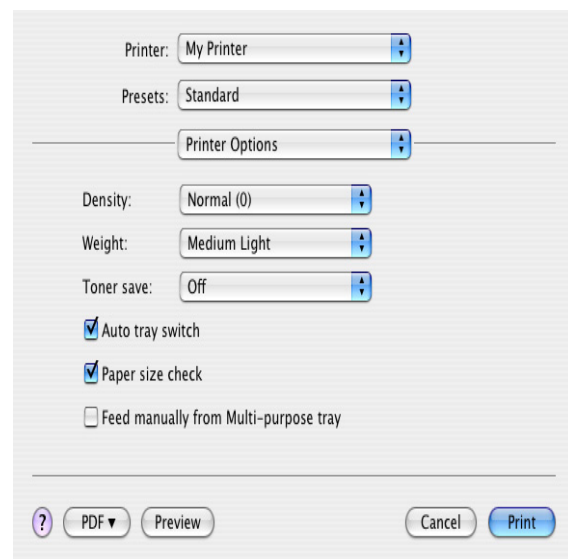 Printer: My Printer
Presets: Standard
Printer Options
Density: Normal (0)
Weight: Medium Light
Toner save: Off
Auto tray switch
Paper size check
Feed manually from Multi-purpose tray
? PDF ▾ Preview Cancel Print